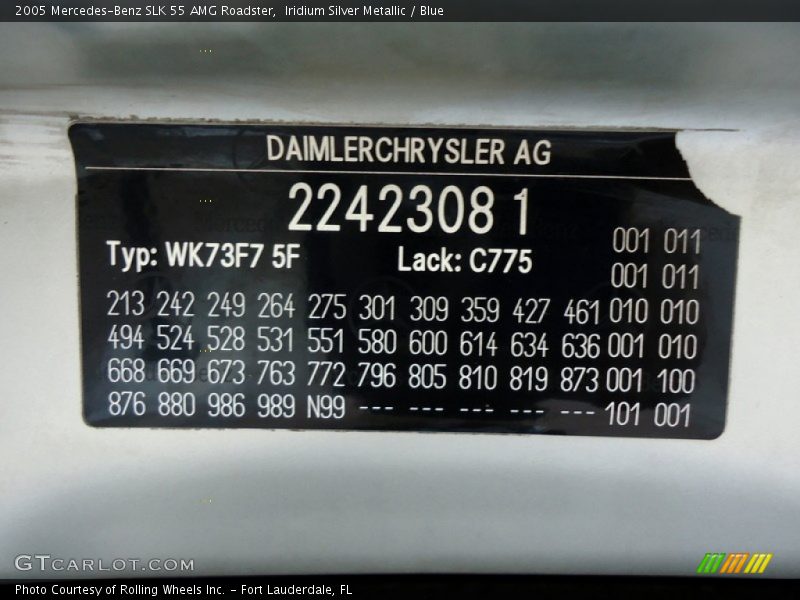 2005 Mercedes-Benz SLK 55 AMG Roadster, Iridium Silver Metallic / Blue
DAIMLERCHRYSLER AG
2242308 1
001 011
Typ: WK73F7 5F Lack: C775
001 011
213 242 249 264 275 301 309 359 427 461 010 010
494 524 528 531 551 580 600 614 634 636 001 010
668 669 673 763 772 796 805 810 819 873 001 100
876 880 986 989 N99 --- --- --- --- --- 101 001
GTCARLOT.COM
Photo Courtesy of Rolling Wheels Inc. - Fort Lauderdale, FL